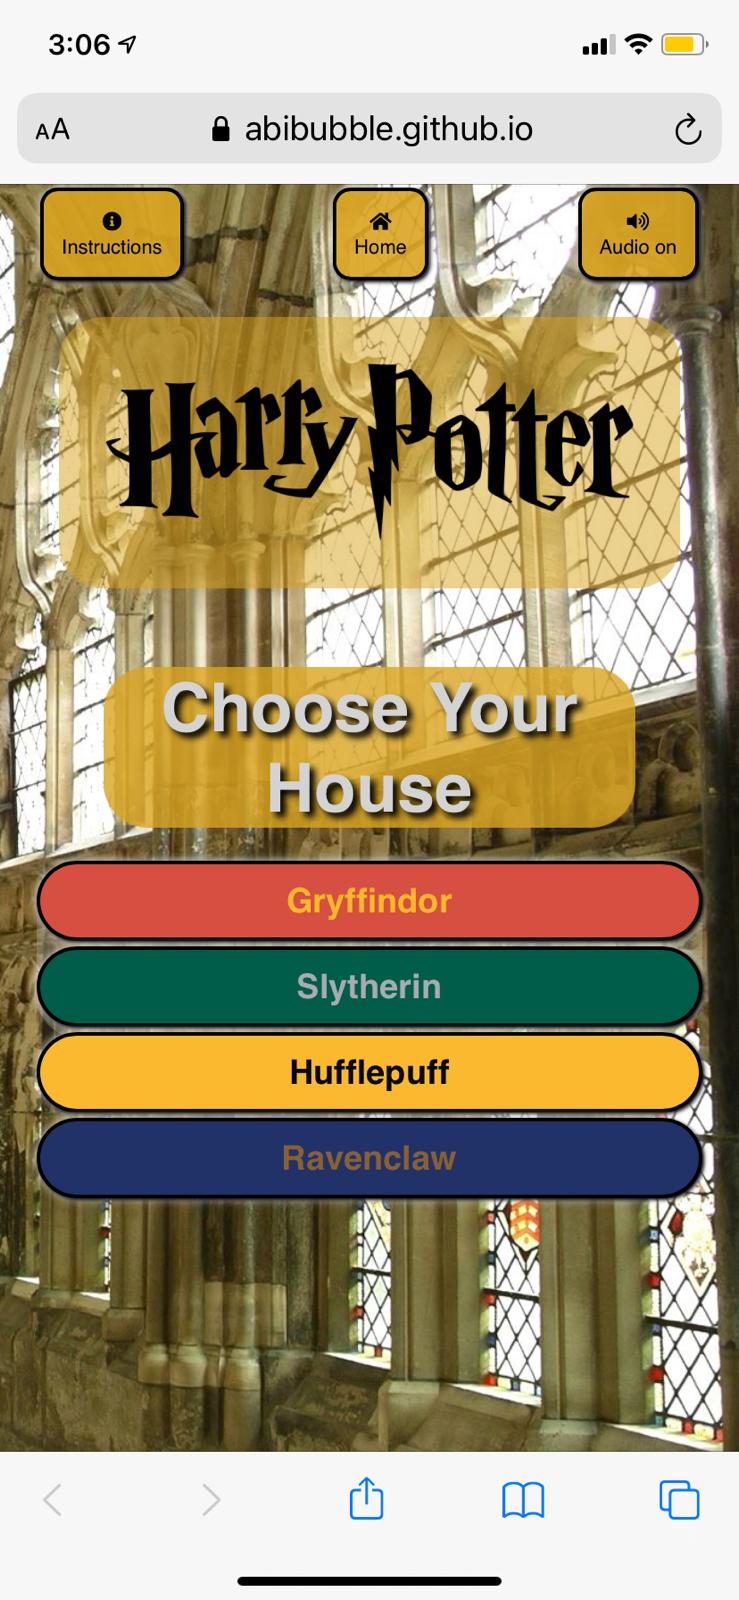 3:06
AA abibubble.github.io
Instructions Home Audio on
Harry Potter
Choose Your
House
Gryffindor
Slytherin
Hufflepuff
Ravenclaw